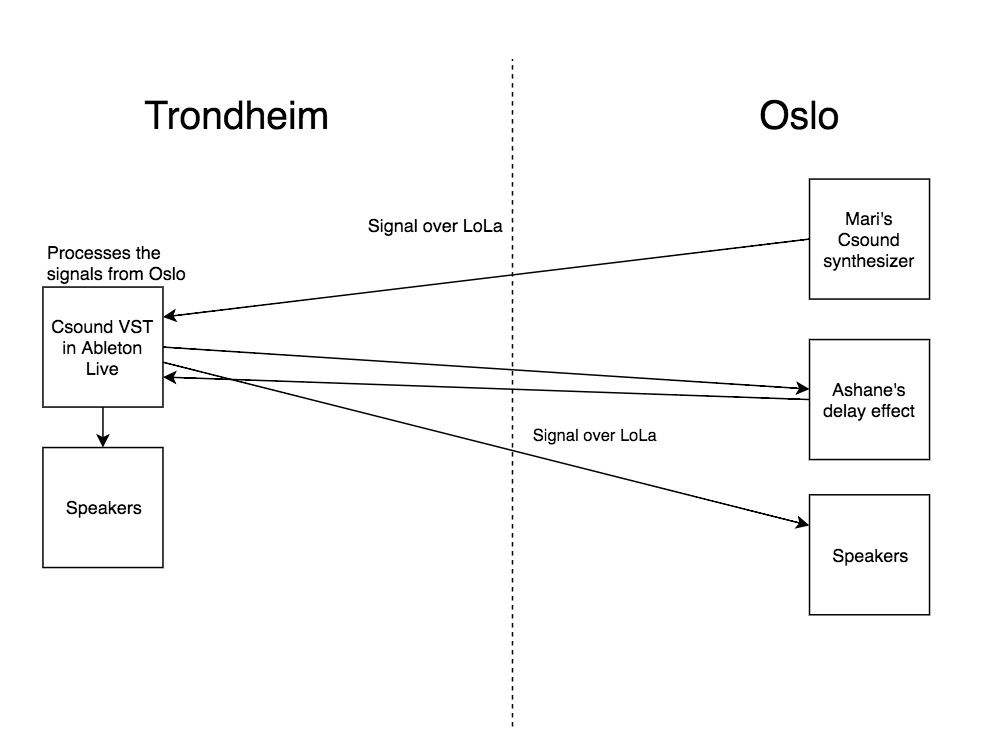 Trondheim
Oslo
Signal over LoLa
Mari's
Csound
synthesizer
Processes the
signals from Oslo
Csound VST
in Ableton
Live
Ashane's
delay effect
Signal over LoLa
Speakers
Speakers